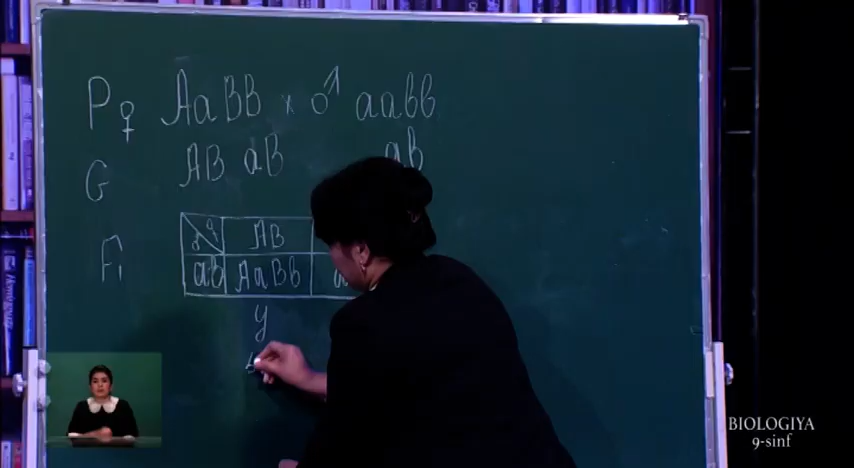 P ♀ AaBB × ♂ aabb
G AB aB ab
♀ ♂ AB
F₁ ab AaBb
y
BIOLOGIYA
9-sinf